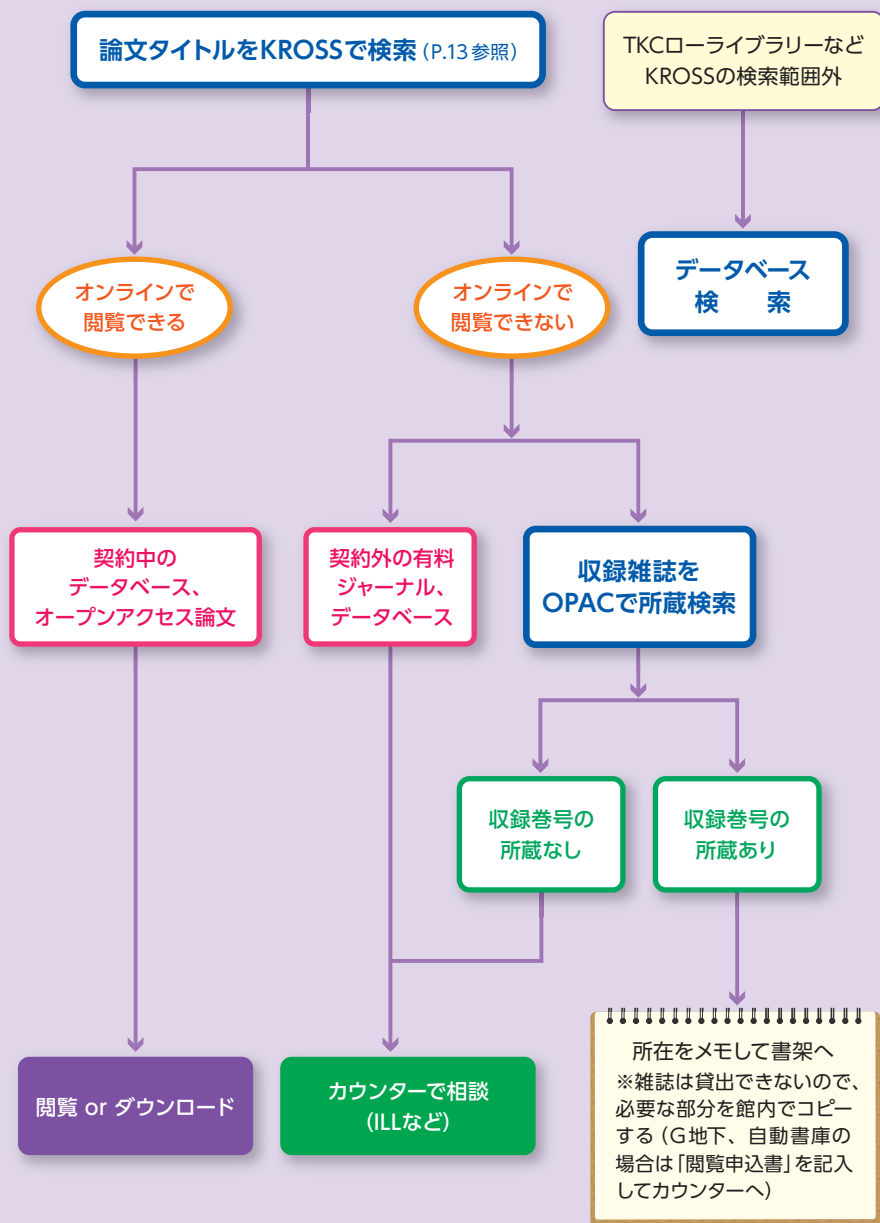 論文タイトルをKROSSで検索 (P.13参照)
TKCローライブラリーなど
KROSSの検索範囲外
データベース
検　索
オンラインで
閲覧できる
オンラインで
閲覧できない
契約中の
データベース、
オープンアクセス論文
契約外の有料
ジャーナル、
データベース
収録雑誌を
OPACで所蔵検索
収録巻号の
所蔵なし
収録巻号の
所蔵あり
閲覧 or ダウンロード
カウンターで相談
(ILLなど)
所在をメモして書架へ
※雑誌は貸出できないので、
必要な部分を館内でコピー
する（G地下、自動書庫の
場合は「閲覧申込書」を記入
してカウンターへ）